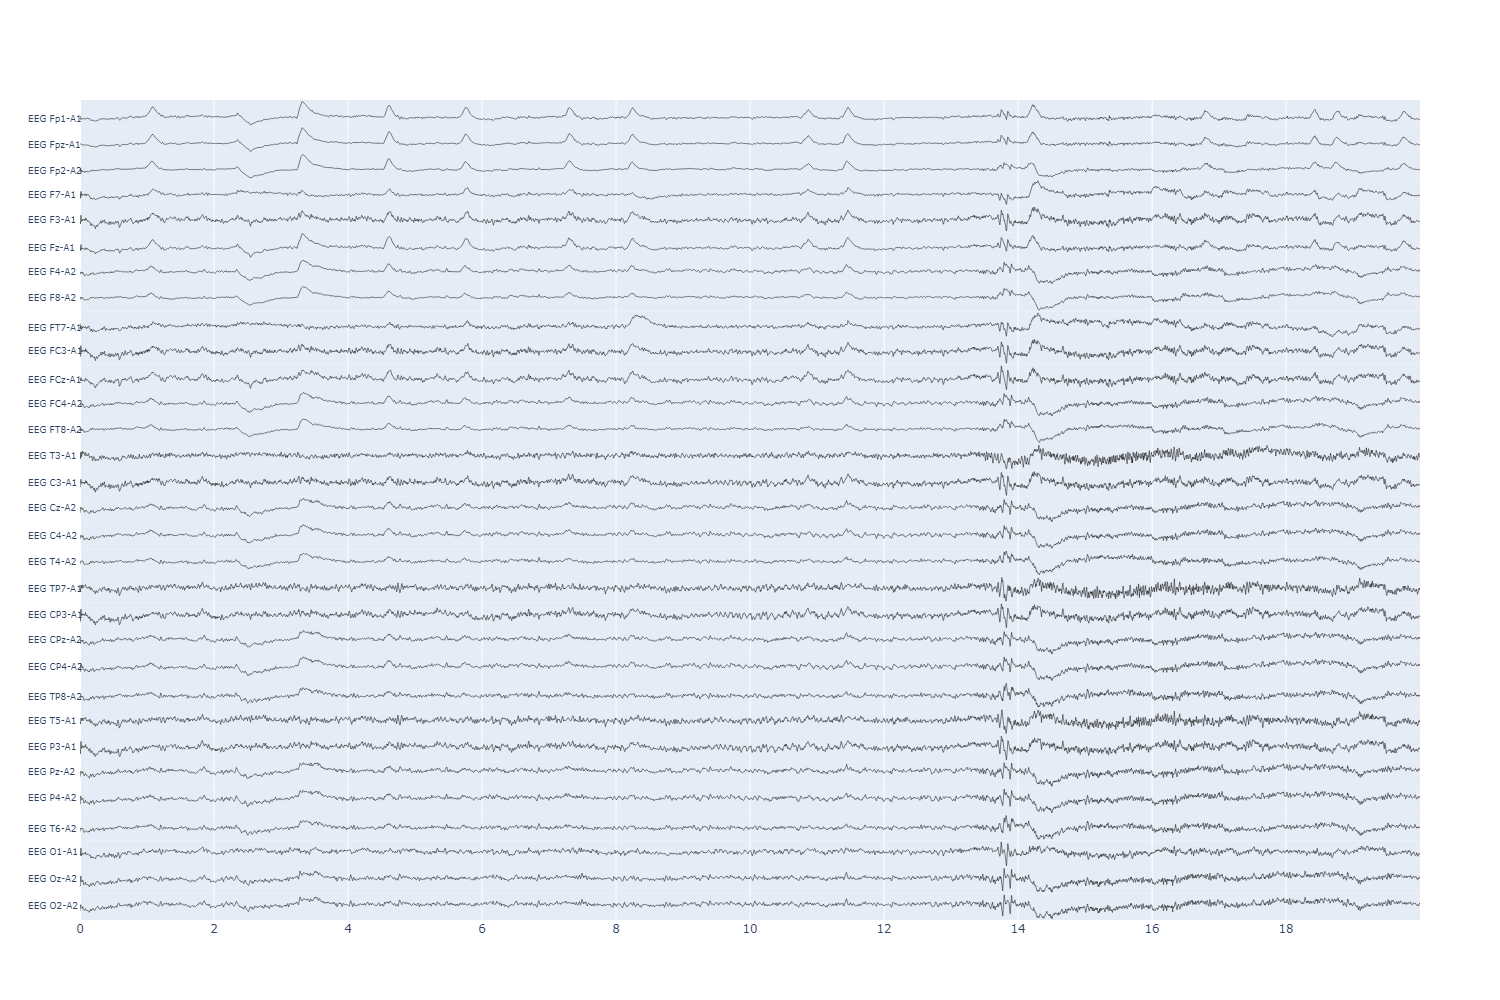 EEG Fp1-A1
EEG Fpz-A1
EEG Fp2-A2
EEG F7-A1
EEG F3-A1
EEG Fz-A1
EEG F4-A2
EEG F8-A2
EEG FT7-A1
EEG FC3-A1
EEG FCz-A1
EEG FC4-A2
EEG FT8-A2
EEG T3-A1
EEG C3-A1
EEG Cz-A2
EEG C4-A2
EEG T4-A2
EEG TP7-A1
EEG CP3-A1
EEG CPz-A2
EEG CP4-A2
EEG TP8-A2
EEG T5-A1
EEG P3-A1
EEG Pz-A2
EEG P4-A2
EEG T6-A2
EEG O1-A1
EEG Oz-A2
EEG O2-A2
0 2 4 6 8 10 12 14 16 18